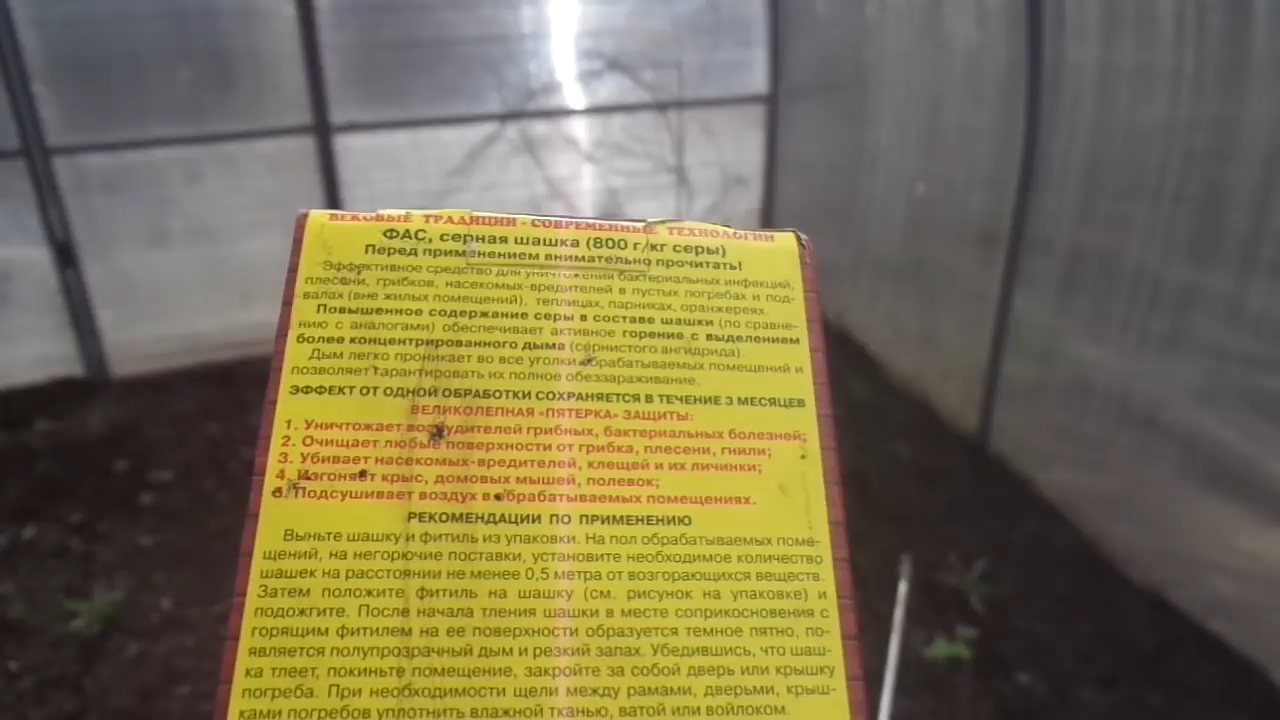 ВЕКОВЫЕ ТРАДИЦИИ - СОВРЕМЕННЫЕ ТЕХНОЛОГИИ
ФАС, серная шашка (800 г/кг серы)
Перед применением внимательно прочитать!
Эффективное средство для уничтожения бактериальных инфекций,
плесени, грибков, насекомых-вредителей в пустых погребах и под-
валах (вне жилых помещений), теплицах, парниках, оранжереях.
Повышенное содержание серы в составе шашки (по сравне-
нию с аналогами) обеспечивает активное горение с выделением
более концентрированного дыма (сернистого ангидрида).
Дым легко проникает во все уголки обрабатываемых помещений и
позволяет гарантировать их полное обеззараживание.
ЭФФЕКТ ОТ ОДНОЙ ОБРАБОТКИ СОХРАНЯЕТСЯ В ТЕЧЕНИЕ 3 МЕСЯЦЕВ
ВЕЛИКОЛЕПНАЯ «ПЯТЕРКА» ЗАЩИТЫ:
1. Уничтожает возбудителей грибных, бактериальных болезней;
2. Очищает любые поверхности от грибка, плесени, гнили;
3. Убивает насекомых-вредителей, клещей и их личинки;
4. Изгоняет крыс, домовых мышей, полевок;
5. Подсушивает воздух в обрабатываемых помещениях.
РЕКОМЕНДАЦИИ ПО ПРИМЕНЕНИЮ
Выньте шашку и фитиль из упаковки. На пол обрабатываемых поме-
щений, на негорючие поставки, установите необходимое количество
шашек на расстоянии не менее 0,5 метра от возгорающихся веществ.
Затем положите фитиль на шашку (см. рисунок на упаковке) и
подожгите. После начала тления шашки в месте соприкосновения с
горящим фитилем на ее поверхности образуется темное пятно, по-
является полупрозрачный дым и резкий запах. Убедившись, что шаш-
ка тлеет, покиньте помещение, закройте за собой дверь или крышку
погреба. При необходимости щели между рамами, дверьми, крыш-
ками погребов уплотнить влажной тканью, ватой или войлоком.